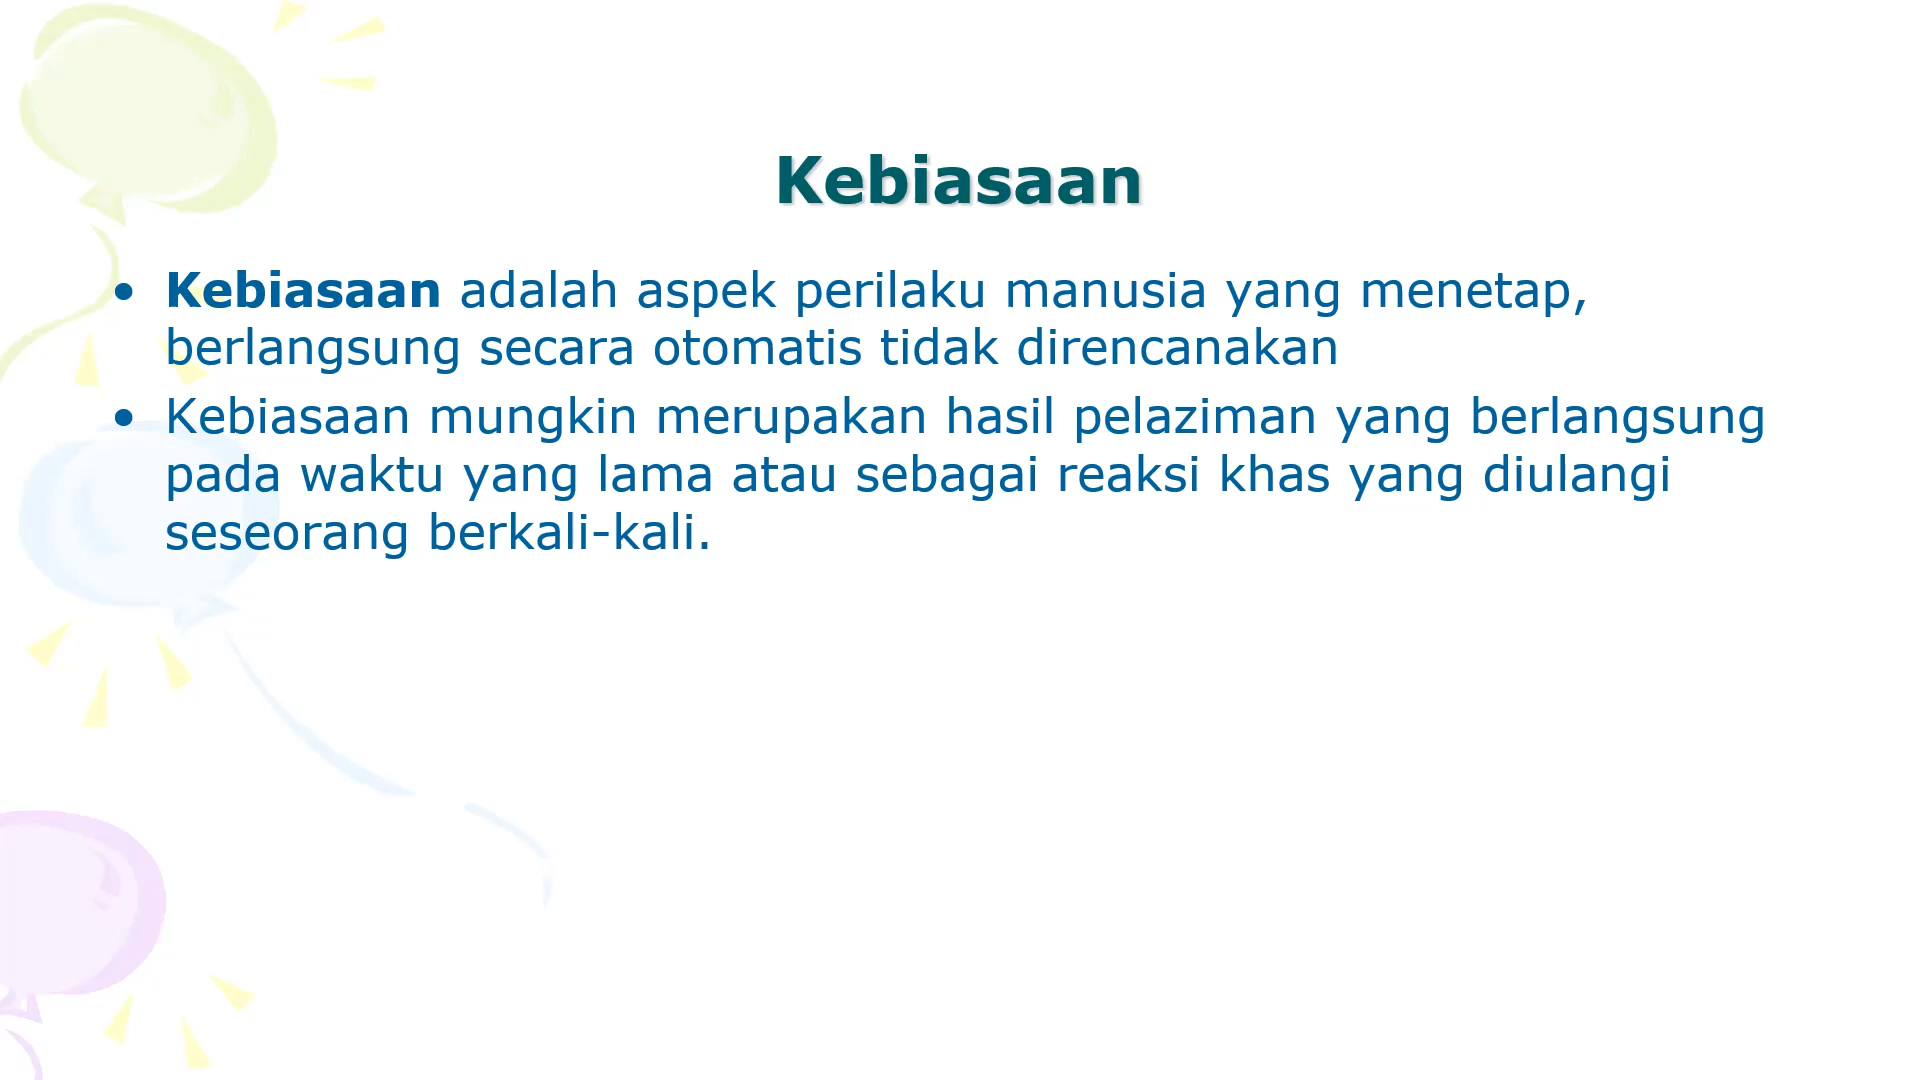 Kebiasaan
• Kebiasaan adalah aspek perilaku manusia yang menetap,
berlangsung secara otomatis tidak direncanakan
• Kebiasaan mungkin merupakan hasil pelaziman yang berlangsung
pada waktu yang lama atau sebagai reaksi khas yang diulangi
seseorang berkali-kali.